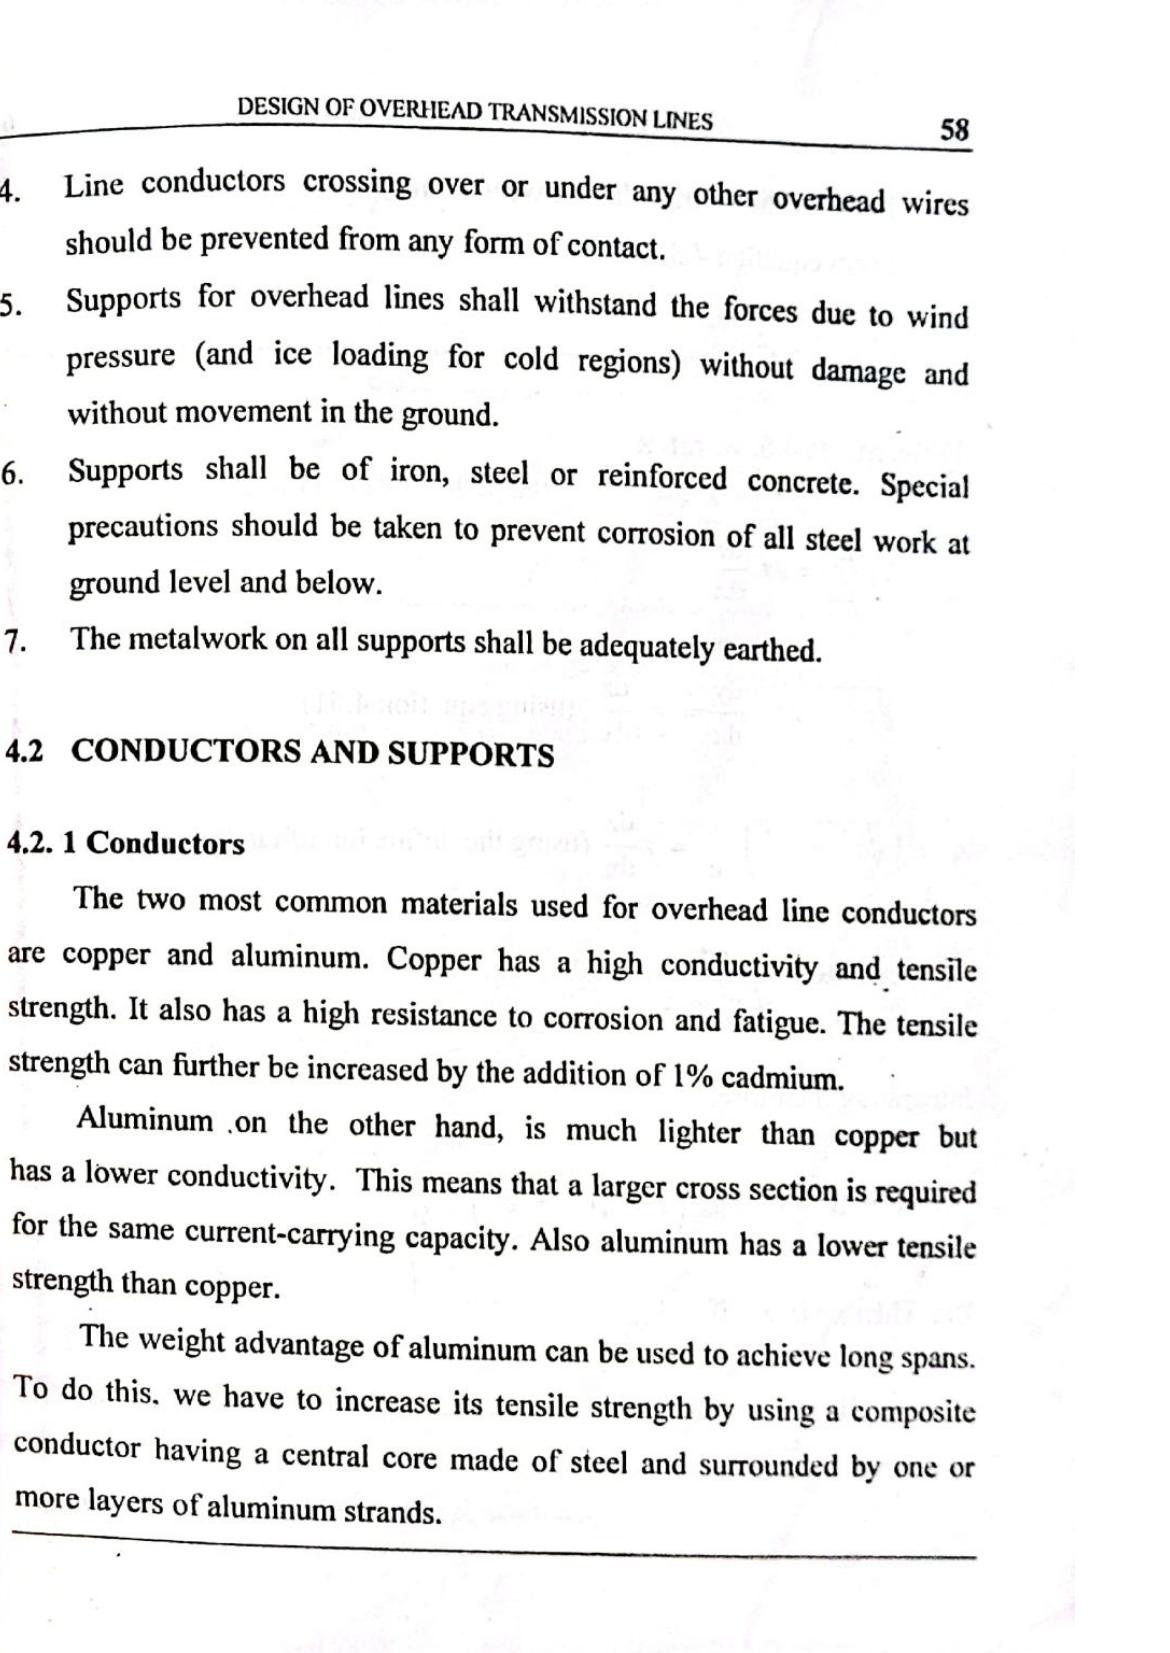 DESIGN OF OVERHEAD TRANSMISSION LINES 58
4. Line conductors crossing over or under any other overhead wires
should be prevented from any form of contact.
5. Supports for overhead lines shall withstand the forces due to wind
pressure (and ice loading for cold regions) without damage and
without movement in the ground.
6. Supports shall be of iron, steel or reinforced concrete. Special
precautions should be taken to prevent corrosion of all steel work at
ground level and below.
7. The metalwork on all supports shall be adequately earthed.
4.2 CONDUCTORS AND SUPPORTS
4.2. 1 Conductors
The two most common materials used for overhead line conductors
are copper and aluminum. Copper has a high conductivity and tensile
strength. It also has a high resistance to corrosion and fatigue. The tensile
strength can further be increased by the addition of 1% cadmium.
Aluminum on the other hand, is much lighter than copper but
has a lower conductivity. This means that a larger cross section is required
for the same current-carrying capacity. Also aluminum has a lower tensile
strength than copper.
The weight advantage of aluminum can be used to achieve long spans.
To do this, we have to increase its tensile strength by using a composite
conductor having a central core made of steel and surrounded by one or
more layers of aluminum strands.